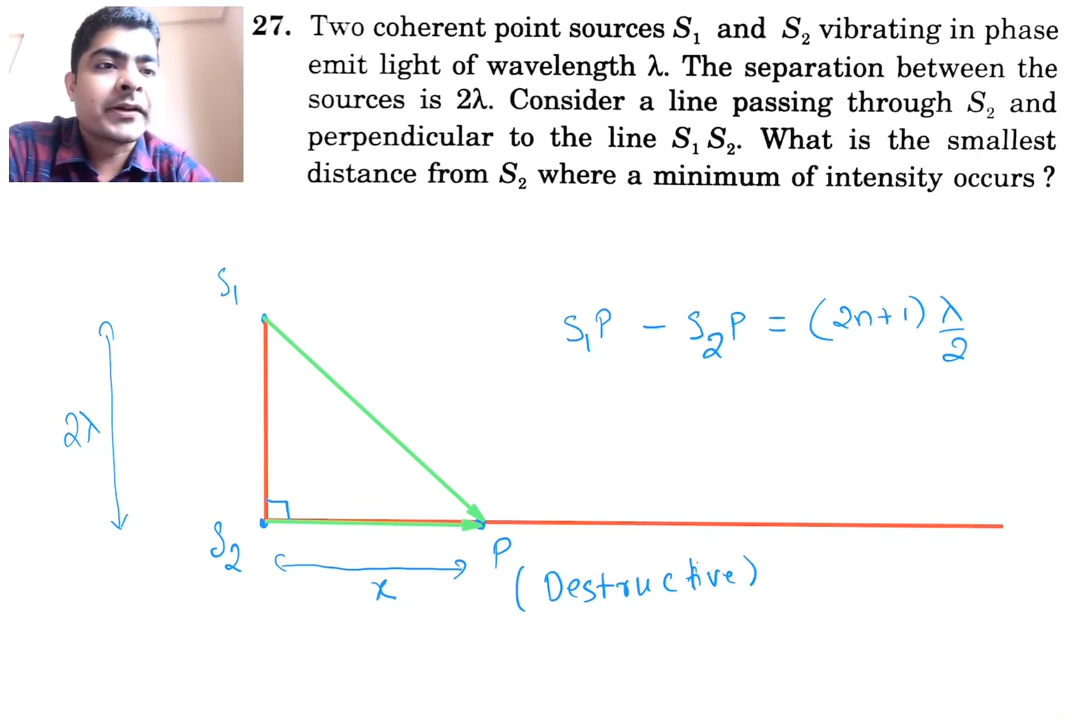 27. Two coherent point sources S₁ and S₂ vibrating in phase
emit light of wavelength λ. The separation between the
sources is 2λ. Consider a line passing through S₂ and
perpendicular to the line S₁ S₂. What is the smallest
distance from S₂ where a minimum of intensity occurs ?
S₁
S₁P - S₂P = (2n+1) λ/2
2λ
S₂
P
x
(Destructive)